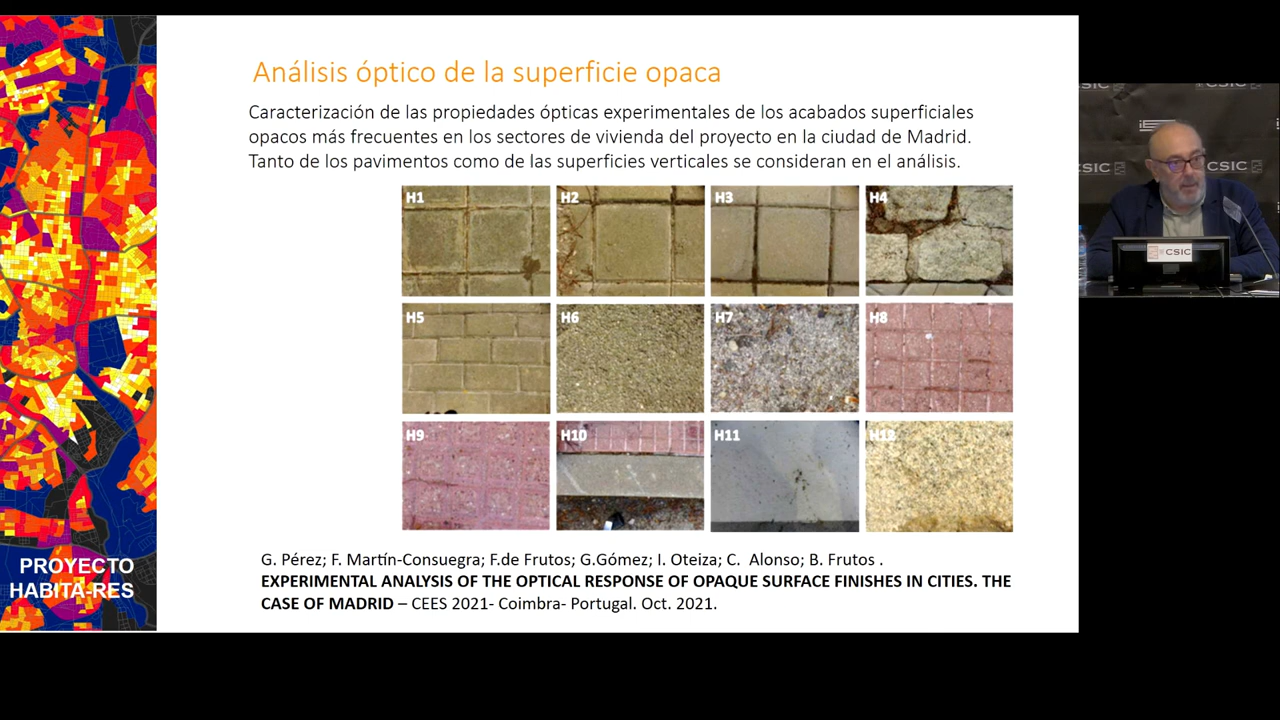 Análisis óptico de la superficie opaca
Caracterización de las propiedades ópticas experimentales de los acabados superficiales
opacos más frecuentes en los sectores de vivienda del proyecto en la ciudad de Madrid.
Tanto de los pavimentos como de las superficies verticales se consideran en el análisis.
H1
H2
H3
H4
H5
H6
H7
H8
H9
H10
H11
H12
G. Pérez; F. Martín-Consuegra; F.de Frutos; G.Gómez; I. Oteiza; C. Alonso; B. Frutos .
EXPERIMENTAL ANALYSIS OF THE OPTICAL RESPONSE OF OPAQUE SURFACE FINISHES IN CITIES. THE
CASE OF MADRID – CEES 2021- Coimbra- Portugal. Oct. 2021.
PROYECTO
HABITA-RES
CSIC
CSIC
CSIC
CSIC
CSIC